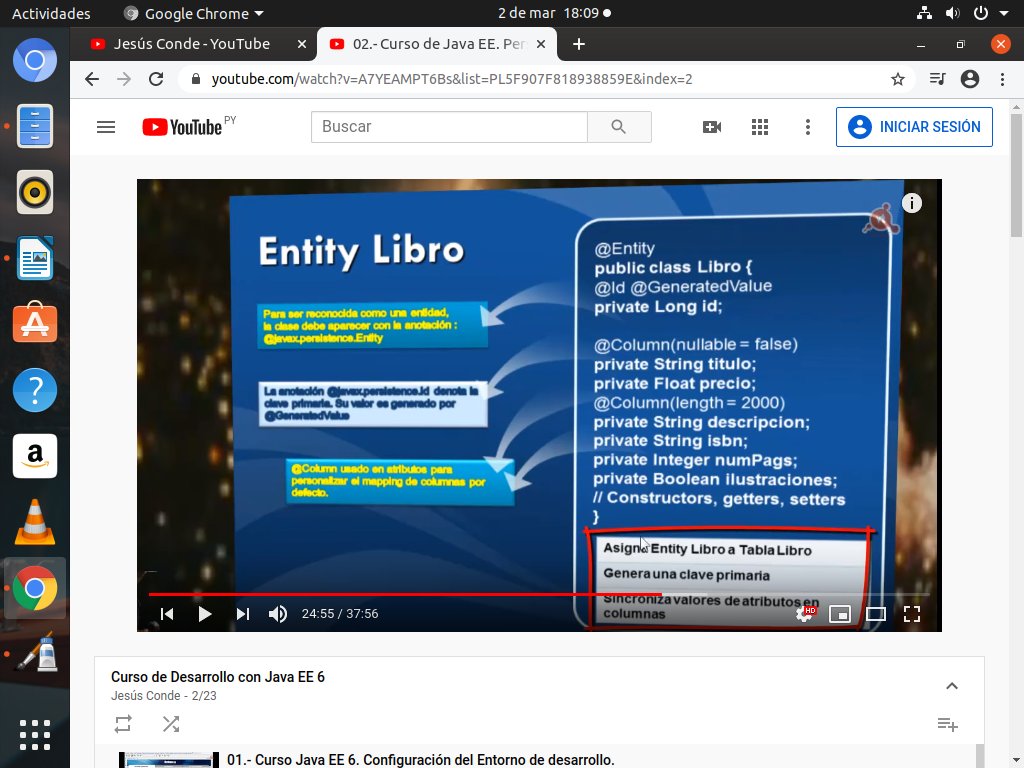 Actividades
Google Chrome
2 de mar 18:09
Jesús Conde - YouTube
02.- Curso de Java EE. Per
youtube.com/watch?v=A7YEAMPT6Bs&list=PL5F907F818938859E&index=2
YouTube PY
Buscar
INICIAR SESIÓN
Entity Libro
Para ser reconocida como una entidad,
la clase debe aparecer con la anotación :
@javax.persistence.Entity
La anotación @javax.persistence.Id denota la
clave primaria. Su valor es generado por
@GeneratedValue
@Column usado en atributos para
personalizar el mapping de columnas por
defecto.
@Entity
public class Libro {
@Id @GeneratedValue
private Long id;
@Column(nullable = false)
private String titulo;
private Float precio;
@Column(length = 2000)
private String descripcion;
private String isbn;
private Integer numPags;
private Boolean ilustraciones;
// Constructors, getters, setters
}
Asigna Entity Libro a Tabla Libro
Genera una clave primaria
Sincroniza valores de atributos en
columnas
24:55 / 37:56
HD
Curso de Desarrollo con Java EE 6
Jesús Conde - 2/23
01.- Curso Java EE 6. Configuración del Entorno de desarrollo.